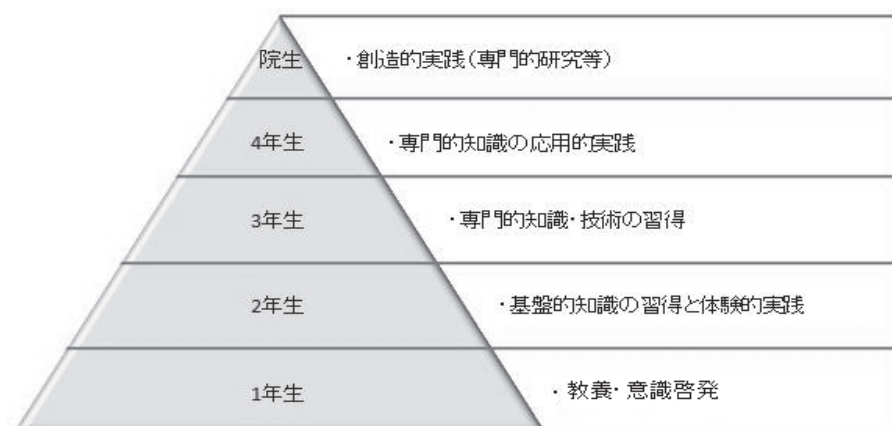 院生 ・創造的実践(専門的研究等)
4年生 ・専門的知識の応用的実践
3年生 ・専門的知識・技術の習得
2年生 ・基盤的知識の習得と体験的実践
1年生 ・教養・意識啓発